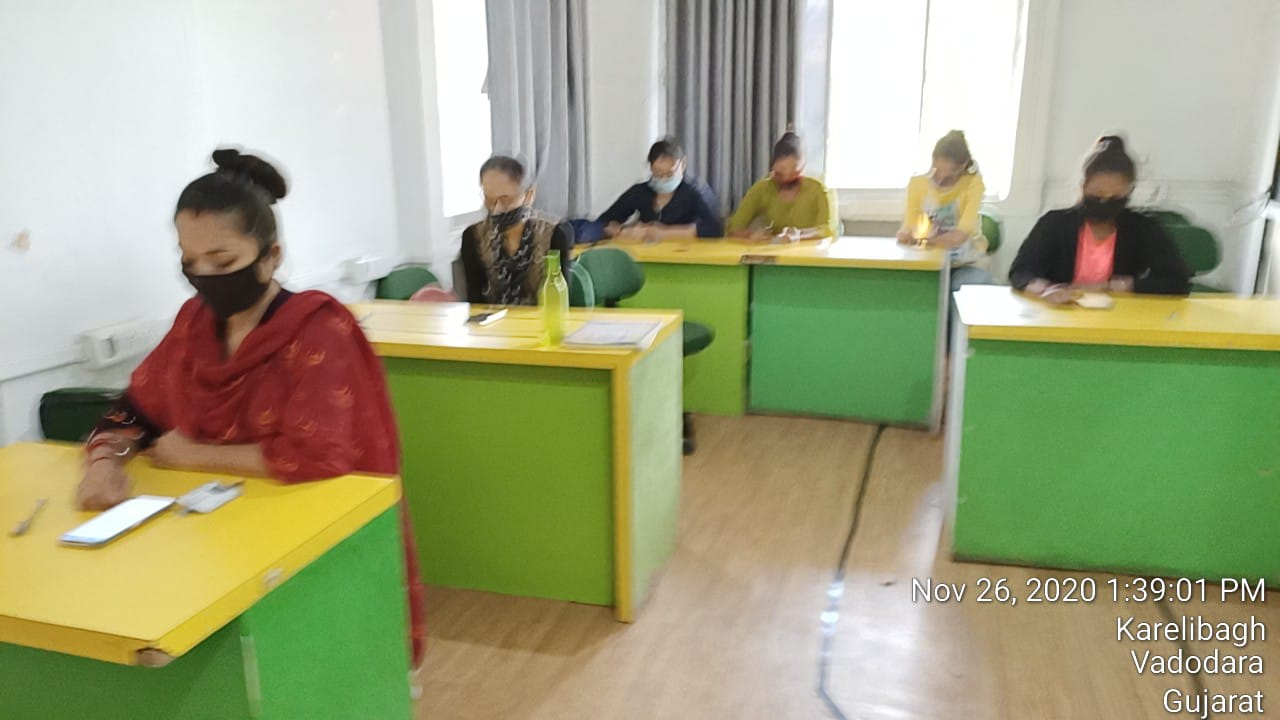 Nov 26, 2020 1:39:01 PM
Karelibagh
Vadodara
Gujarat